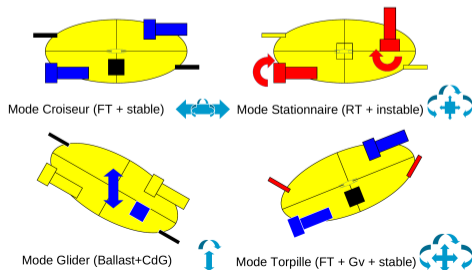 Mode Croiseur (FT + stable)
Mode Stationnaire (RT + instable)
Mode Glider (Ballast+CdG)
Mode Torpille (FT + Gv + stable)